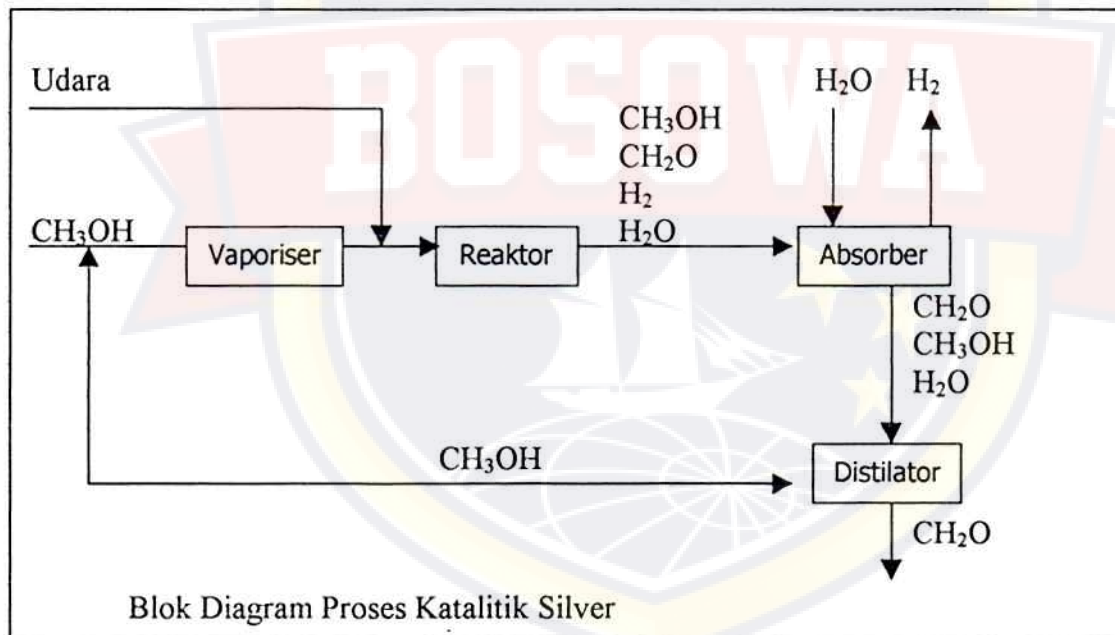 BOSOWA
Udara
H₂O
H₂
CH₃OH
CH₂O
H₂
H₂O
CH₃OH
Vaporiser
Reaktor
Absorber
CH₂O
CH₃OH
H₂O
CH₃OH
Distilator
CH₂O
Blok Diagram Proses Katalitik Silver